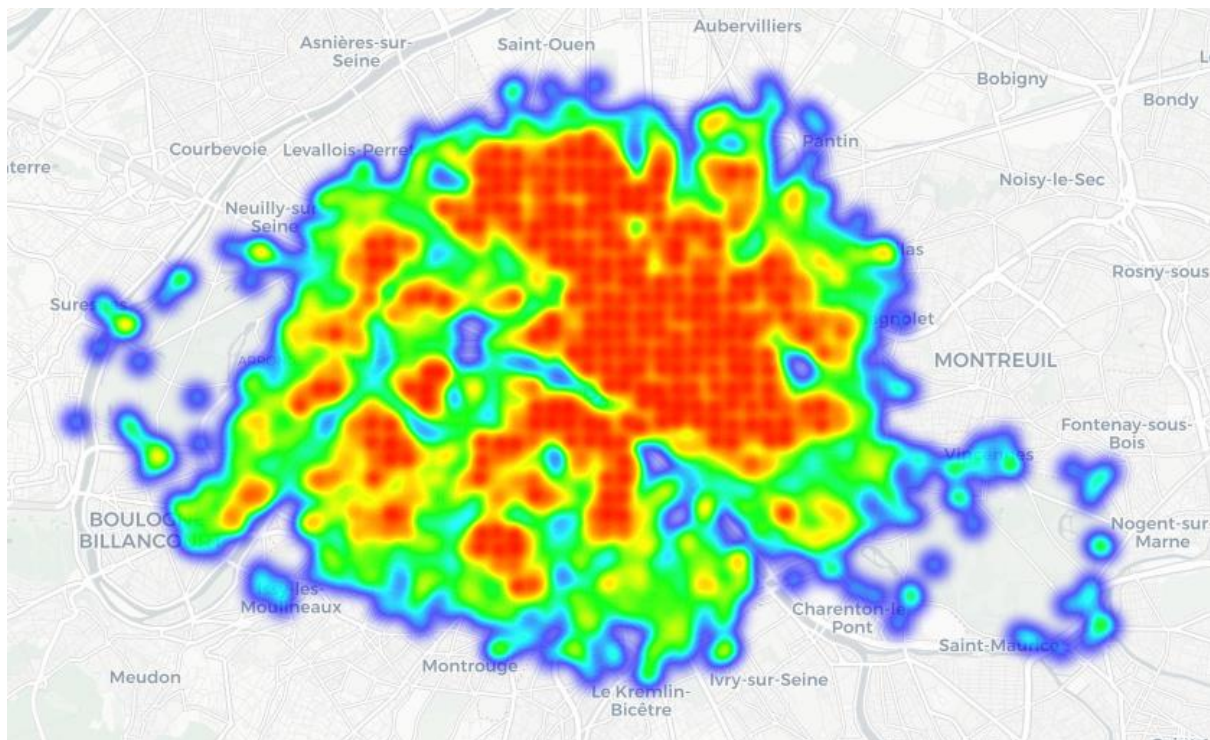 Aubervilliers
Asnières-sur-
Seine
Saint-Ouen
Bobigny
Bondy
Courbevoie
Levallois-Perret
Pantin
Noisy-le-Sec
Neuilly-sur
Seine
Rosny-sous
MONTREUIL
Fontenay-sous-
Bois
Vincennes
BOULOGNE
BILLANCOURT
Nogent-sur
Marne
Moulineaux
Charenton-le
Pont
Saint-Maurice
Montrouge
Meudon
Ivry-sur-Seine
Le Kremlin-
Bicêtre